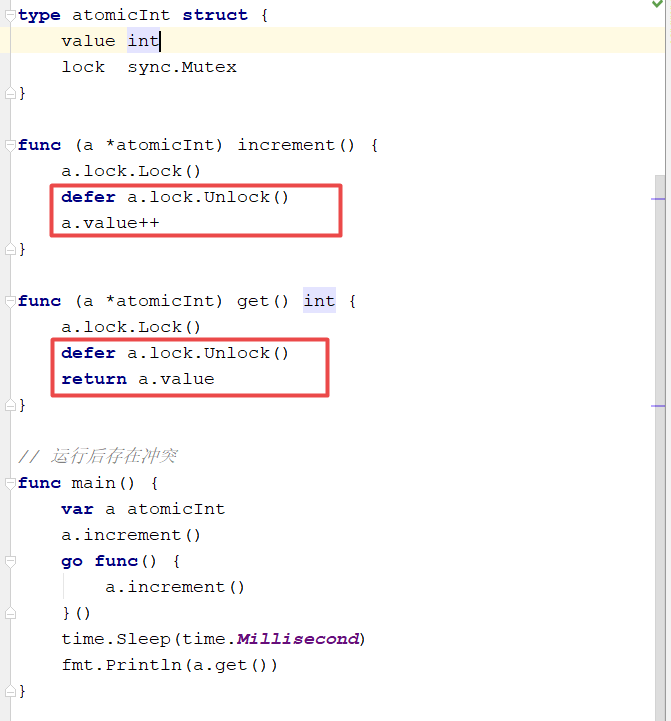 type atomicInt struct {
    value int
    lock  sync.Mutex
}
func (a *atomicInt) increment() {
    a.lock.Lock()
    defer a.lock.Unlock()
    a.value++
}
func (a *atomicInt) get() int {
    a.lock.Lock()
    defer a.lock.Unlock()
    return a.value
}
// 运行后存在冲突
func main() {
    var a atomicInt
    a.increment()
    go func() {
        a.increment()
    }()
    time.Sleep(time.Millisecond)
    fmt.Println(a.get())
}